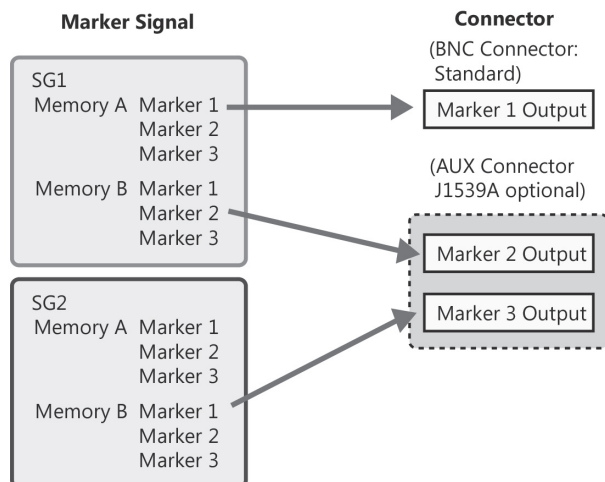 Marker Signal
SG1
Memory A Marker 1
Marker 2
Marker 3
Memory B Marker 1
Marker 2
Marker 3
SG2
Memory A Marker 1
Marker 2
Marker 3
Memory B Marker 1
Marker 2
Marker 3
Connector
(BNC Connector:
Standard)
Marker 1 Output
(AUX Connector
J1539A optional)
Marker 2 Output
Marker 3 Output